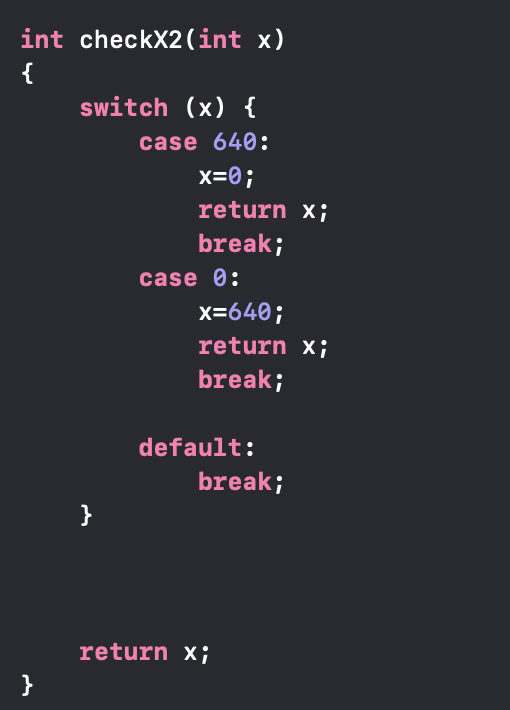 int checkX2(int x)
{
    switch (x) {
        case 640:
            x=0;
            return x;
            break;
        case 0:
            x=640;
            return x;
            break;

        default:
            break;
    }




    return x;
}